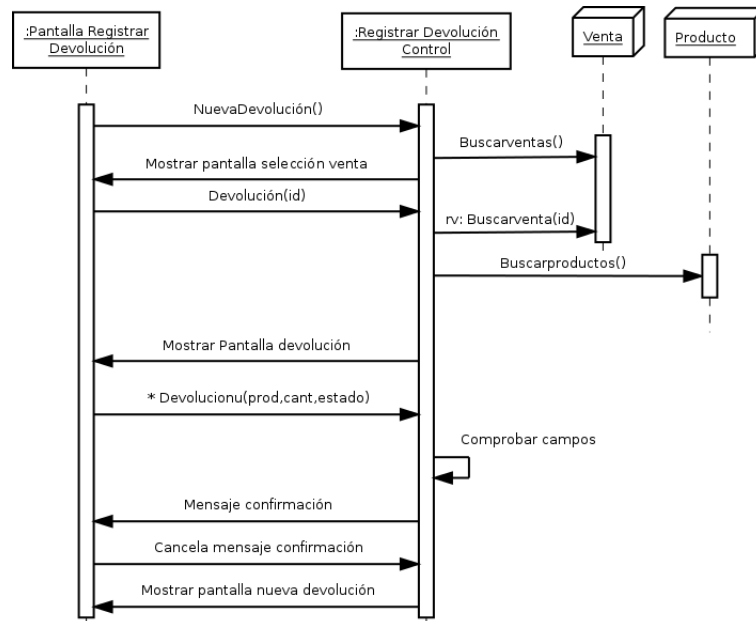 :Pantalla Registrar
Devolución
:Registrar Devolución
Control
Venta
Producto
NuevaDevolución()
Buscarventas()
Mostrar pantalla selección venta
Devolución(id)
rv: Buscarventa(id)
Buscarproductos()
Mostrar Pantalla devolución
* Devolucionu(prod,cant,estado)
Comprobar campos
Mensaje confirmación
Cancela mensaje confirmación
Mostrar pantalla nueva devolución